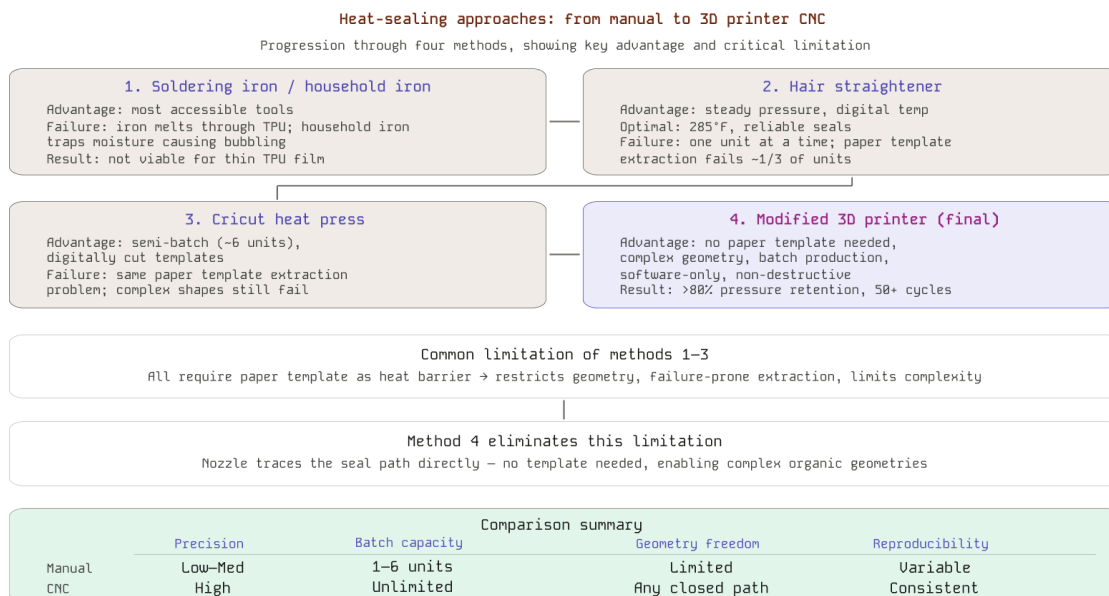 Heat-sealing approaches: from manual to 3D printer CNC
Progression through four methods, showing key advantage and critical limitation
1. Soldering iron / household iron
Advantage: most accessible tools
Failure: iron melts through TPU; household iron
traps moisture causing bubbling
Result: not viable for thin TPU film
2. Hair straightener
Advantage: steady pressure, digital temp
Optimal: 285°F, reliable seals
Failure: one unit at a time; paper template
extraction fails ~1/3 of units
3. Cricut heat press
Advantage: semi-batch (~6 units),
digitally cut templates
Failure: same paper template extraction
problem; complex shapes still fail
4. Modified 3D printer (final)
Advantage: no paper template needed,
complex geometry, batch production,
software-only, non-destructive
Result: >80% pressure retention, 50+ cycles
Common limitation of methods 1–3
All require paper template as heat barrier → restricts geometry, failure-prone extraction, limits complexity
Method 4 eliminates this limitation
Nozzle traces the seal path directly — no template needed, enabling complex organic geometries
Comparison summary
Precision Batch capacity Geometry freedom Reproducibility
Manual Low–Med 1–6 units Limited Variable
CNC High Unlimited Any closed path Consistent